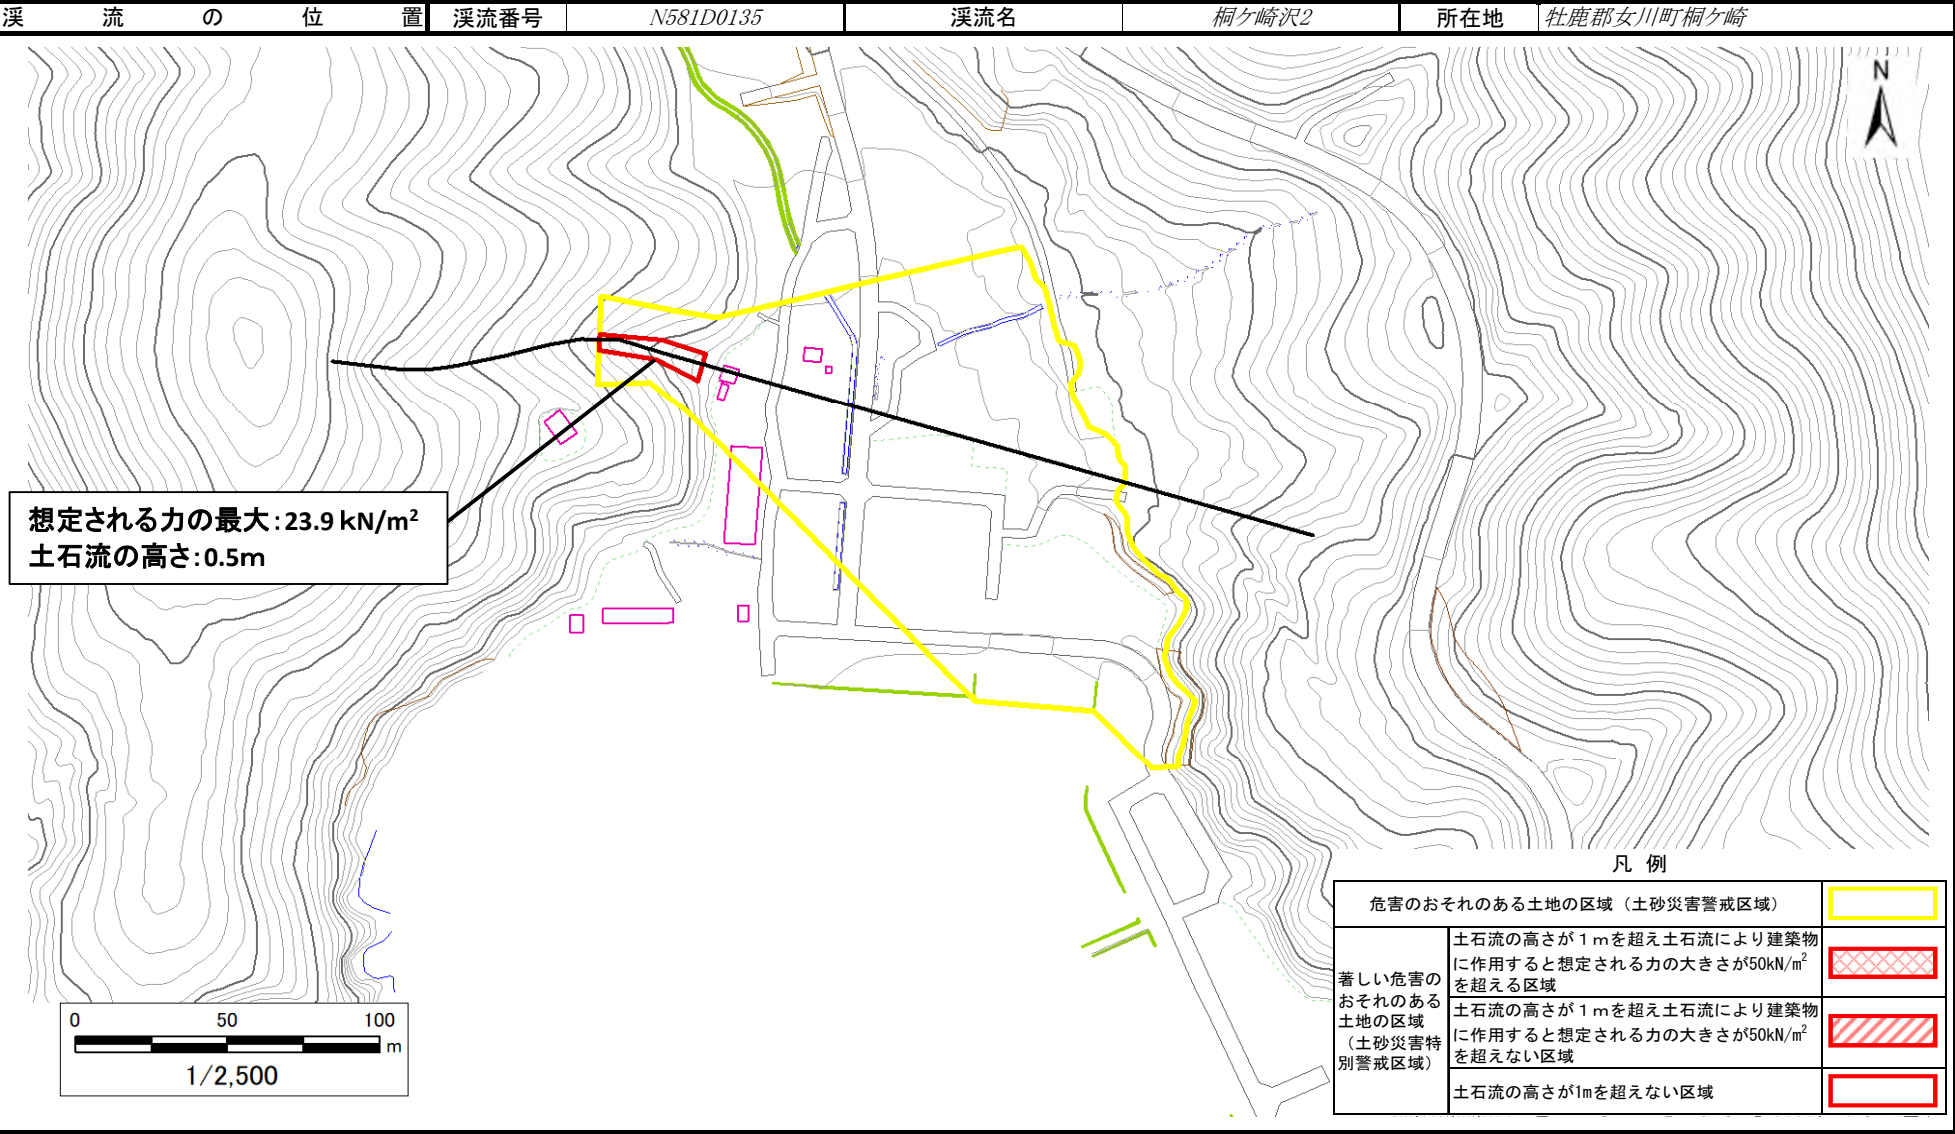 渓流の位置 渓流番号 N581D0135 渓流名 桐ケ崎沢2 所在地 牡鹿郡女川町桐ケ崎
N
想定される力の最大:23.9kN/m²
土石流の高さ:0.5m
0 50 100
m
1/2,500
凡 例
危害のおそれのある土地の区域（土砂災害警戒区域）
著しい危害の
おそれのある
土地の区域
（土砂災害特
別警戒区域）
土石流の高さが１ｍを超え土石流により建築物
に作用すると想定される力の大きさが50kN/m²
を超える区域
土石流の高さが１ｍを超え土石流により建築物
に作用すると想定される力の大きさが50kN/m²
を超えない区域
土石流の高さが1mを超えない区域